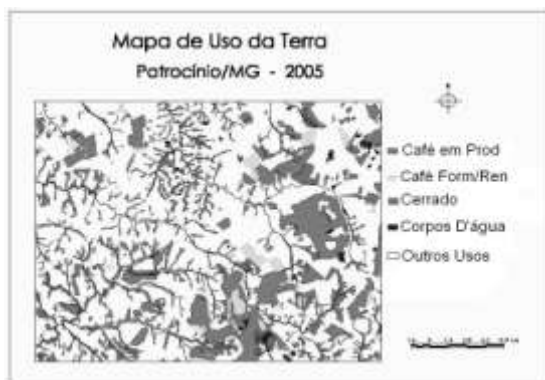 Mapa de Uso da Terra
Patrocínio/MG - 2005
Café em Prod
Café Form/Ren
Cerrado
Corpos D'água
Outros Usos